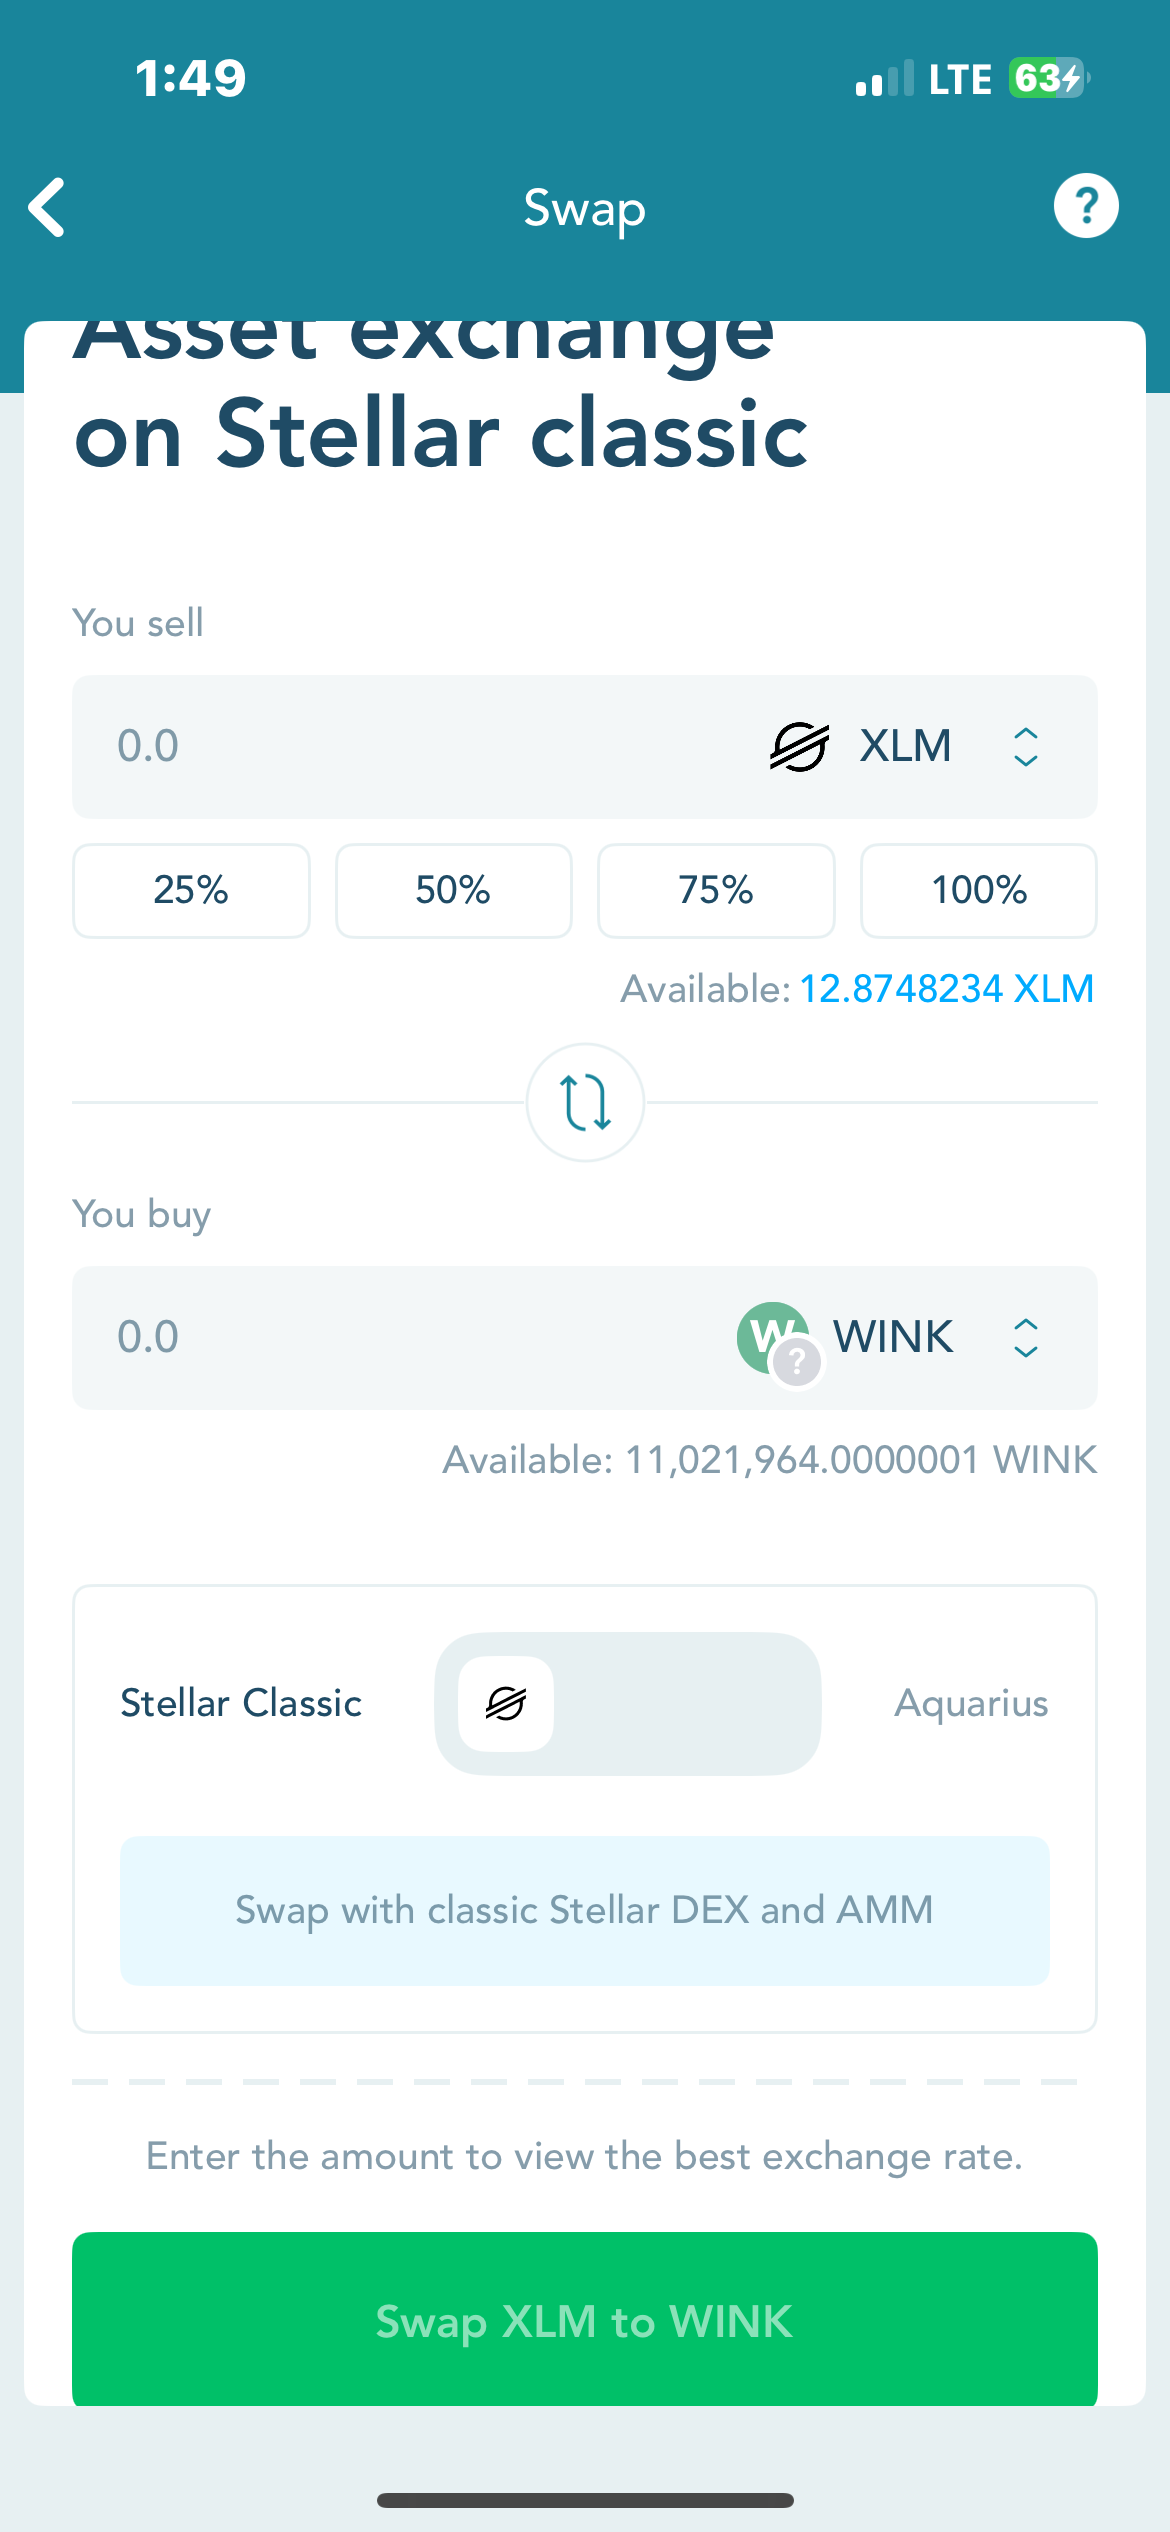 1:49
LTE 63
Swap
?
Asset exchange
on Stellar classic
You sell
0.0
XLM
25%
50%
75%
100%
Available: 12.8748234 XLM
You buy
0.0
W
?
WINK
Available: 11,021,964.0000001 WINK
Stellar Classic
Aquarius
Swap with classic Stellar DEX and AMM
Enter the amount to view the best exchange rate.
Swap XLM to WINK